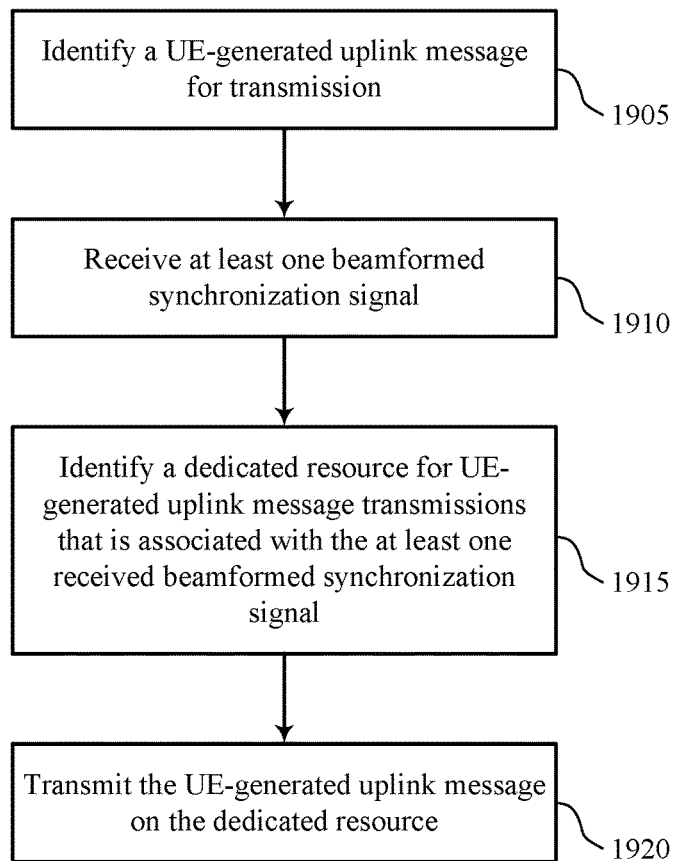 Identify a UE-generated uplink message
for transmission
1905
Receive at least one beamformed
synchronization signal
1910
Identify a dedicated resource for UE-
generated uplink message transmissions
that is associated with the at least one
received beamformed synchronization
signal
1915
Transmit the UE-generated uplink message
on the dedicated resource
1920